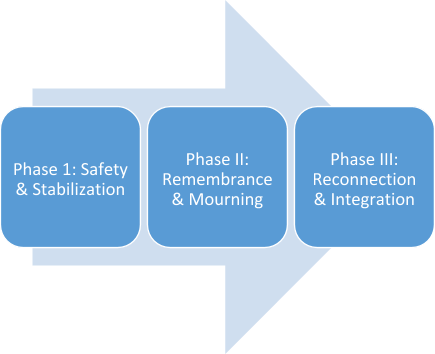 Phase 1: Safety
& Stabilization
Phase II:
Remembrance
& Mourning
Phase III:
Reconnection
& Integration